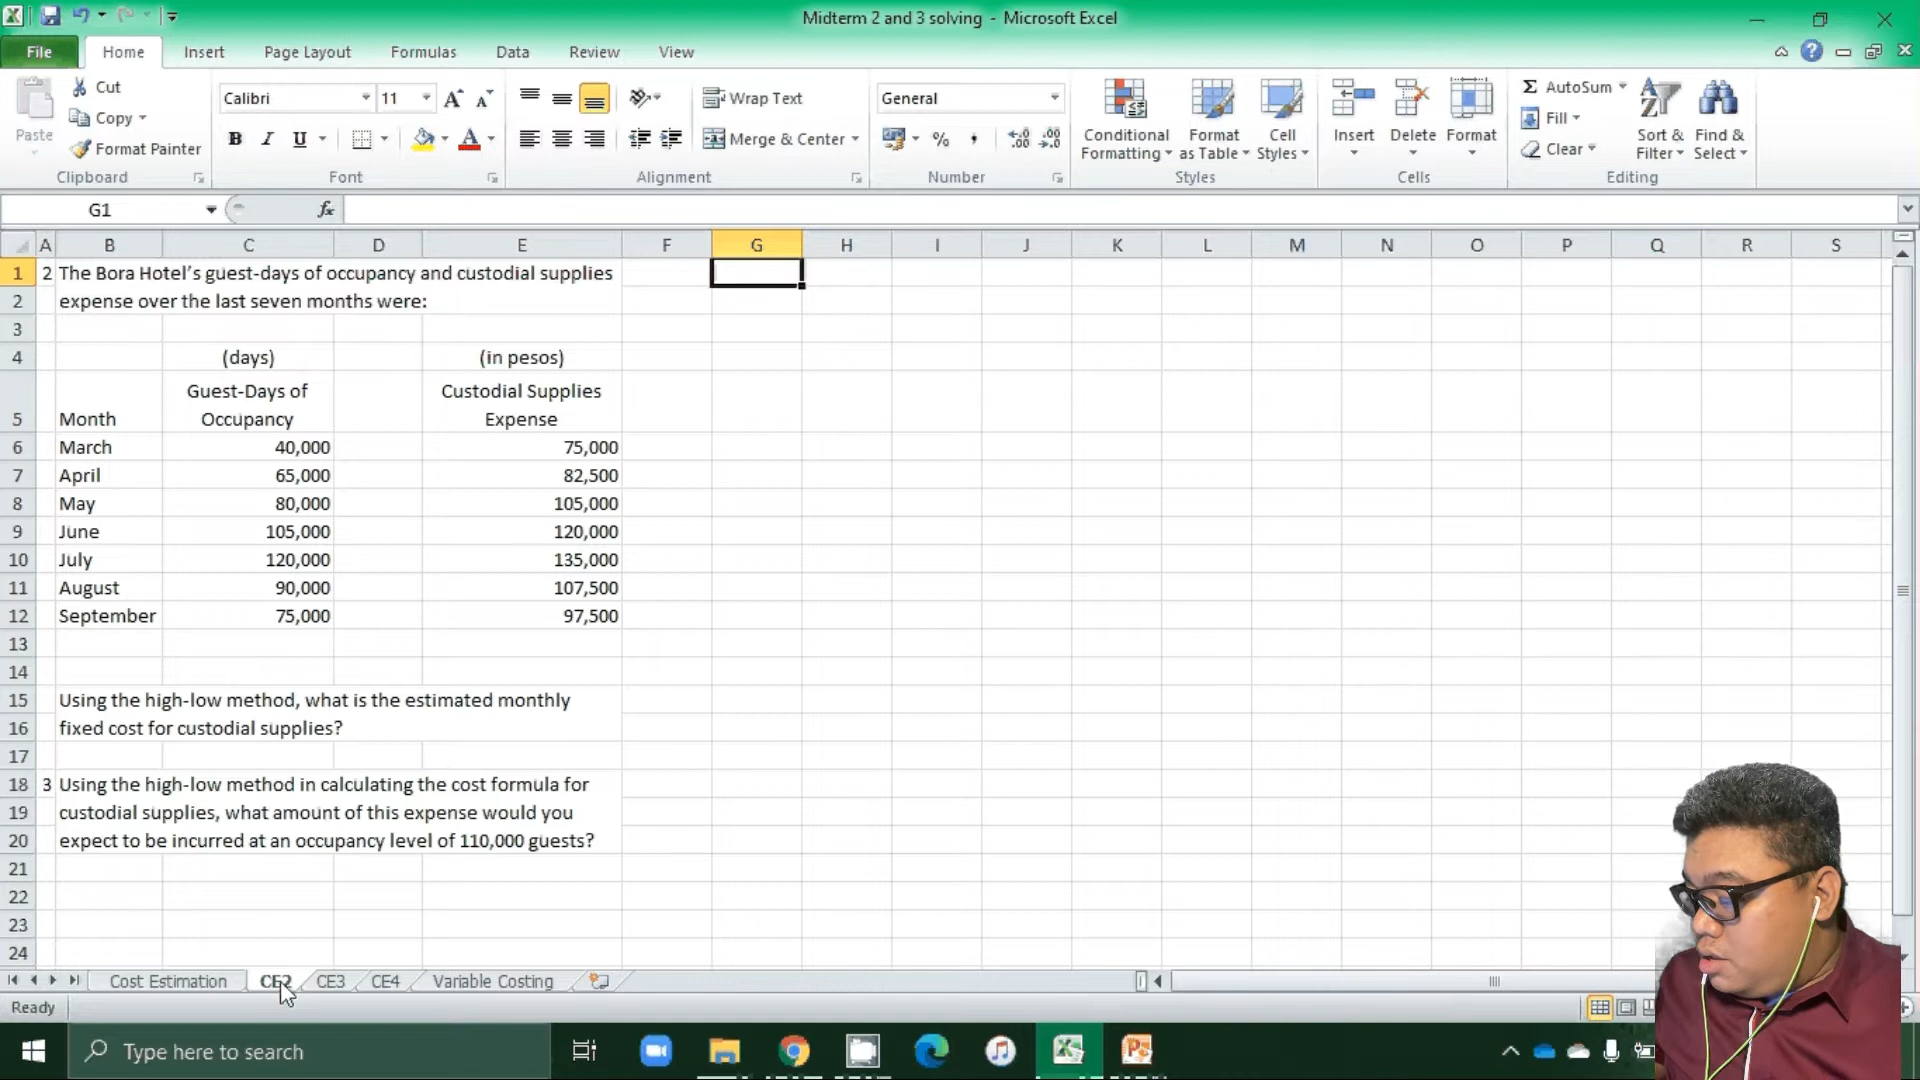 Midterm 2 and 3 solving - Microsoft Excel
File Home Insert Page Layout Formulas Data Review View
Paste
Cut
Copy
Format Painter
Clipboard
Calibri 11
B I U
Font
Wrap Text
Merge & Center
Alignment
General
%
Number
Conditional Formatting
Format as Table
Cell Styles
Styles
Insert Delete Format
Cells
Σ AutoSum
Fill
Clear
Sort & Filter
Find & Select
Editing
G1 fx
A B C D E F G H I J K L M N O P Q R S
1 2 The Bora Hotel's guest-days of occupancy and custodial supplies
2 expense over the last seven months were:
3
4 (days) (in pesos)
Guest-Days of Custodial Supplies
5 Month Occupancy Expense
6 March 40,000 75,000
7 April 65,000 82,500
8 May 80,000 105,000
9 June 105,000 120,000
10 July 120,000 135,000
11 August 90,000 107,500
12 September 75,000 97,500
13
14
15 Using the high-low method, what is the estimated monthly
16 fixed cost for custodial supplies?
17
18 3 Using the high-low method in calculating the cost formula for
19 custodial supplies, what amount of this expense would you
20 expect to be incurred at an occupancy level of 110,000 guests?
21
22
23
24
Cost Estimation CE2 CE3 CE4 Variable Costing
Ready
Type here to search